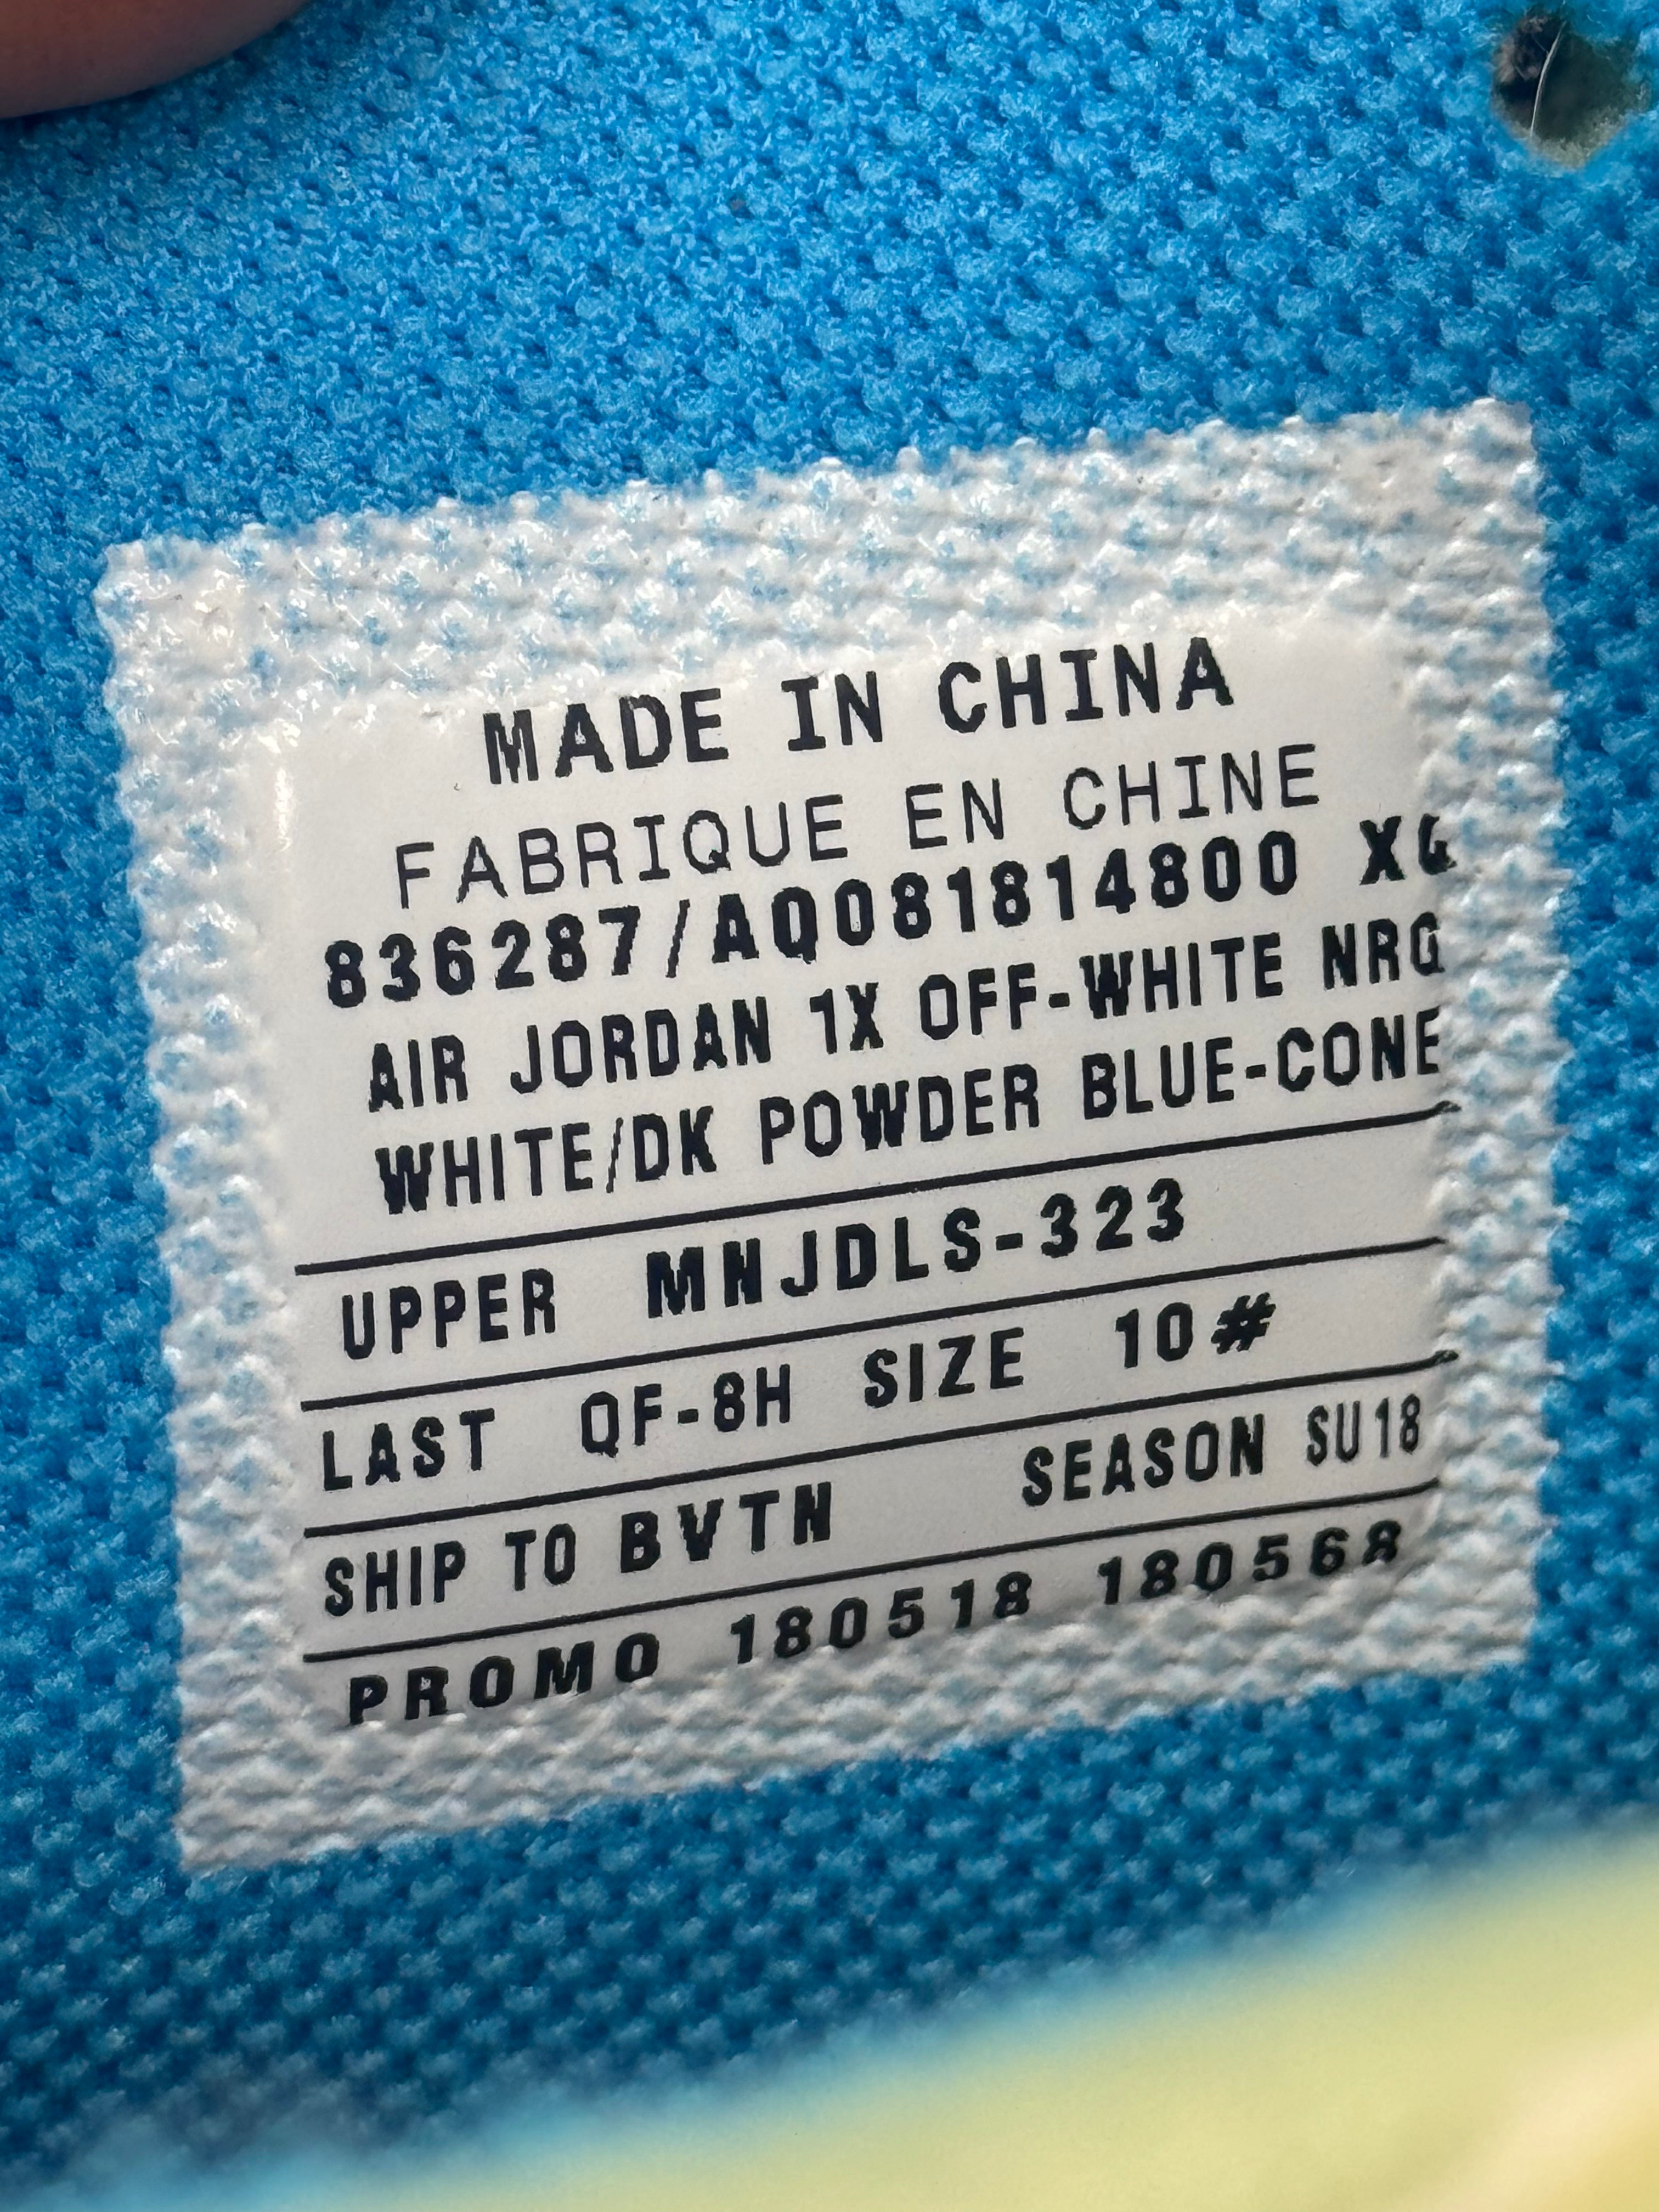 MADE IN CHINA
FABRIQUE EN CHINE
836287/AQ081814800 XG
AIR JORDAN 1X OFF-WHITE NRG
WHITE/DK POWDER BLUE-CONE
UPPER MNJDLS-323
LAST QF-8H SIZE 10#
SHIP TO BVTN SEASON SU18
PROMO 180518 180568